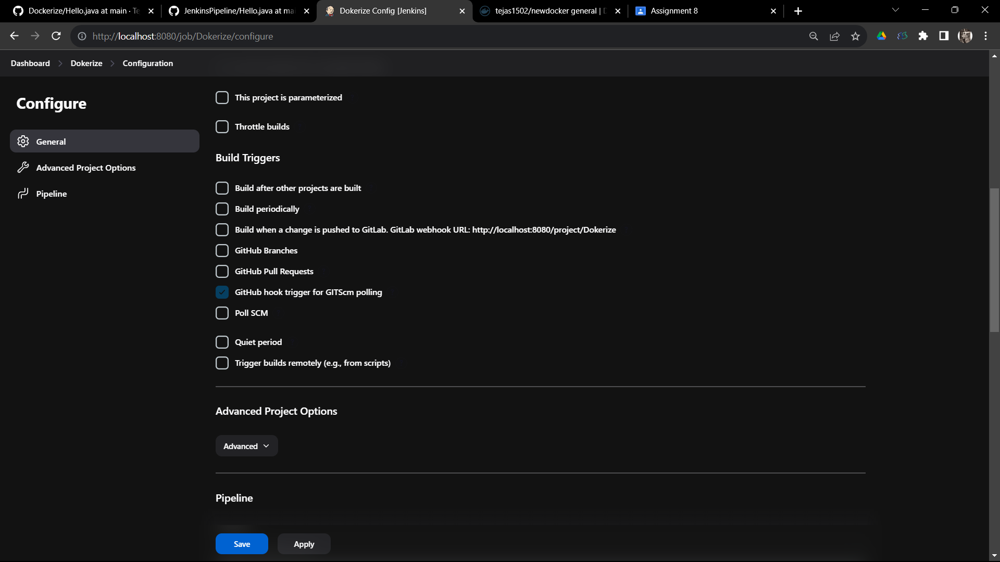 Dockerize/Hello.java at main · Te
JenkinsPipeline/Hello.java at mai
Dokerize Config [Jenkins]
tejas1502/newdocker general | D
Assignment 8
http://localhost:8080/job/Dokerize/configure
Dashboard
Dokerize
Configuration
Configure
General
Advanced Project Options
Pipeline
This project is parameterized
Throttle builds
Build Triggers
Build after other projects are built
Build periodically
Build when a change is pushed to GitLab. GitLab webhook URL: http://localhost:8080/project/Dokerize
GitHub Branches
GitHub Pull Requests
GitHub hook trigger for GITScm polling
Poll SCM
Quiet period
Trigger builds remotely (e.g., from scripts)
Advanced Project Options
Advanced
Pipeline
Save
Apply